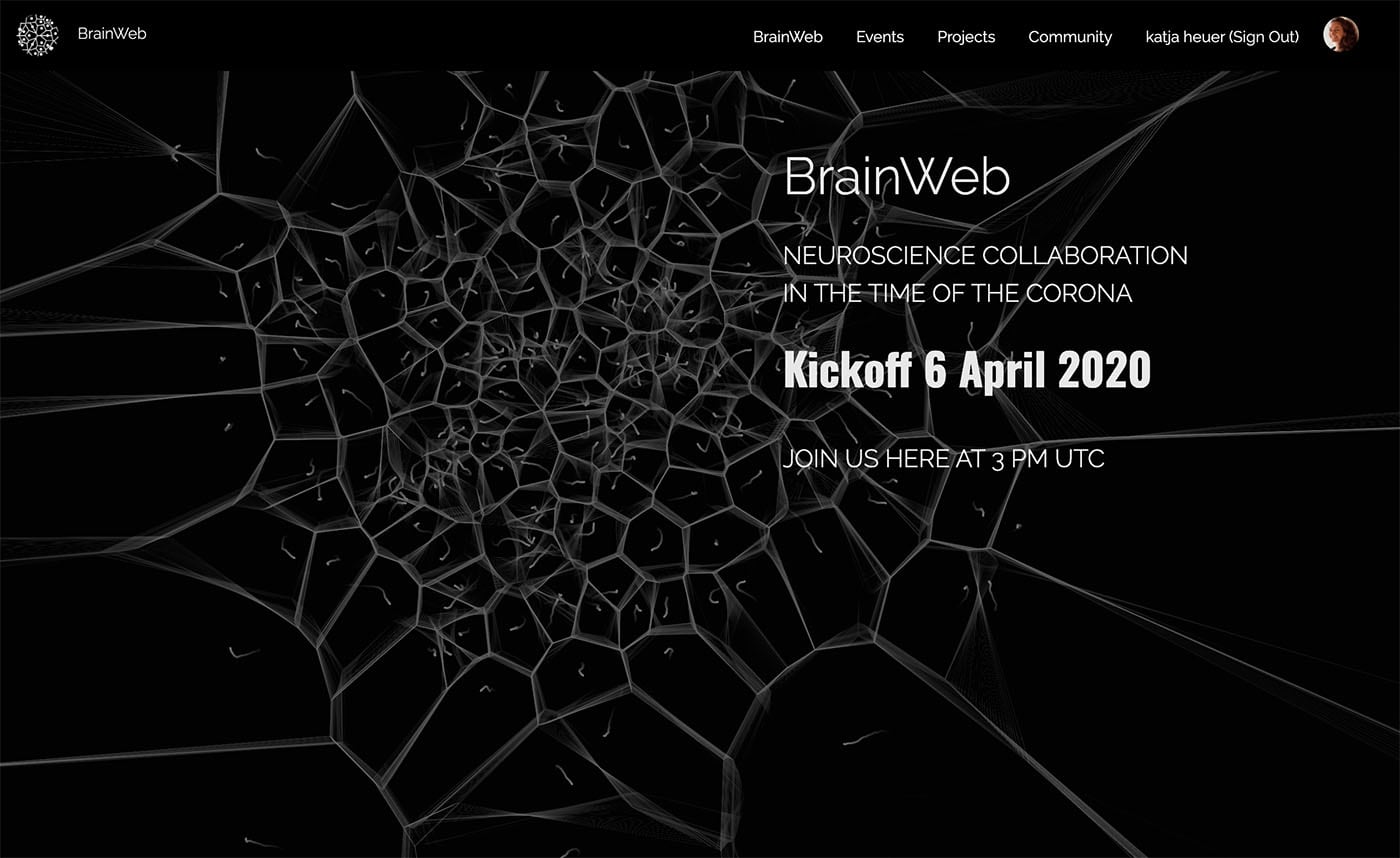 BrainWeb
BrainWeb Events Projects Community katja heuer (Sign Out)
BrainWeb
NEUROSCIENCE COLLABORATION
IN THE TIME OF THE CORONA
Kickoff 6 April 2020
JOIN US HERE AT 3 PM UTC